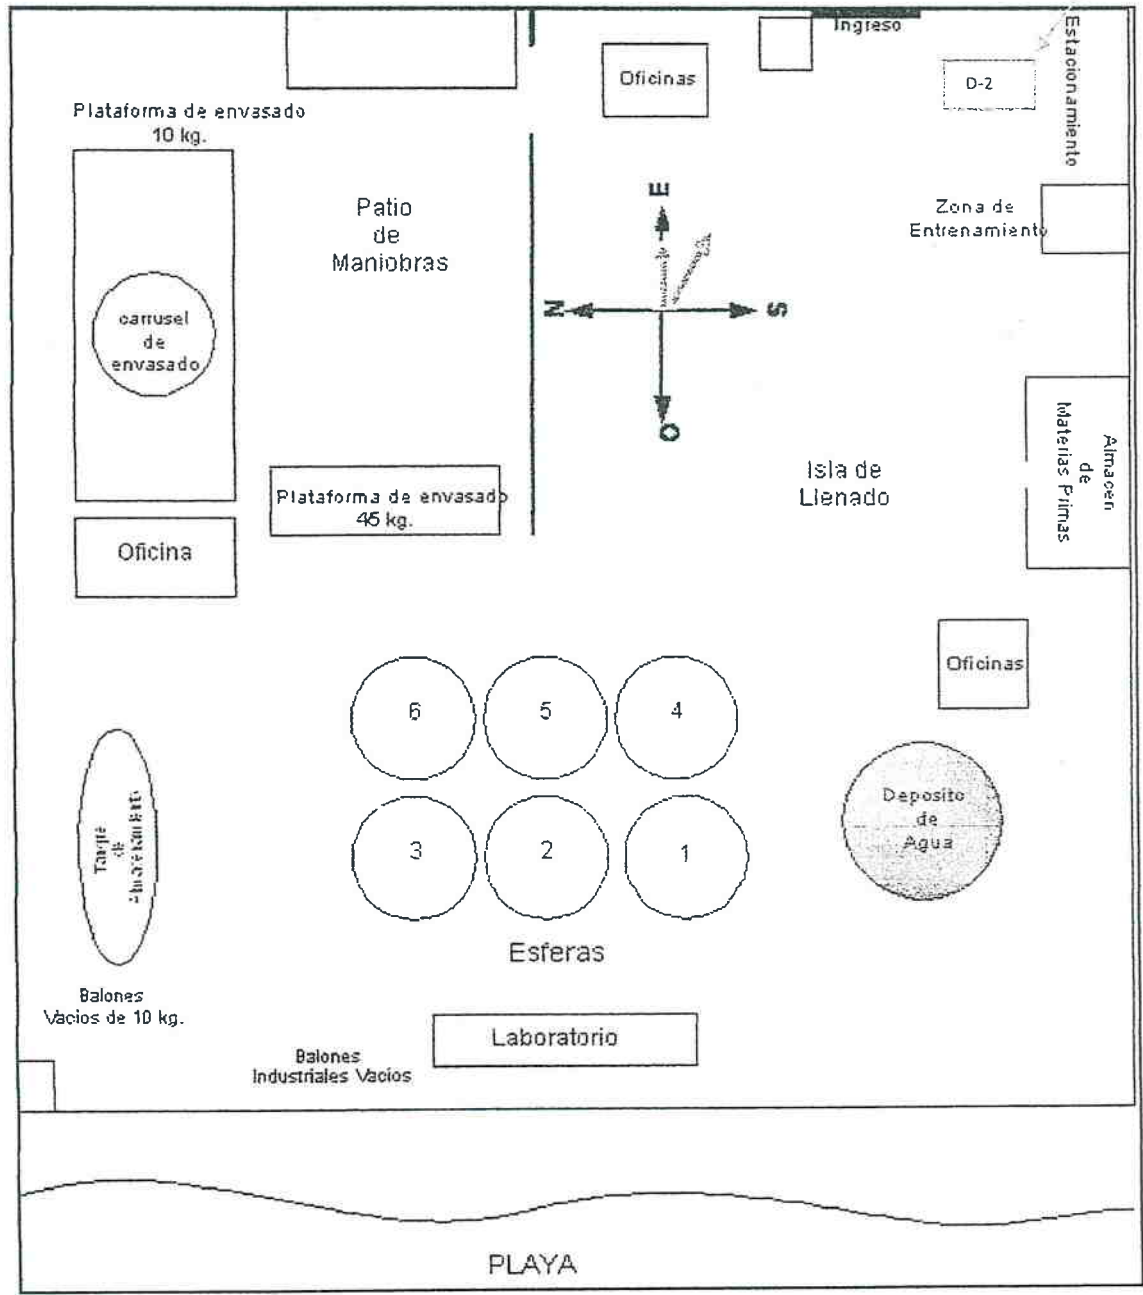 Ingreso
Estacionamiento
Oficinas
D-2
Plataforma de envasado
10 kg.
Patio
de
Maniobras
E
N
S
O
Zona de
Entrenamiento
carrusel
de
envasado
Almacen
de
Materias Primas
Isla de
Llenado
Plataforma de envasado
45 kg.
Oficina
Oficinas
6
5
4
Deposito
de
Agua
Tanque
de
Almacenamiento
3
2
1
Esferas
Balones
Vacios de 10 kg.
Laboratorio
Balones
Industriales Vacios
PLAYA